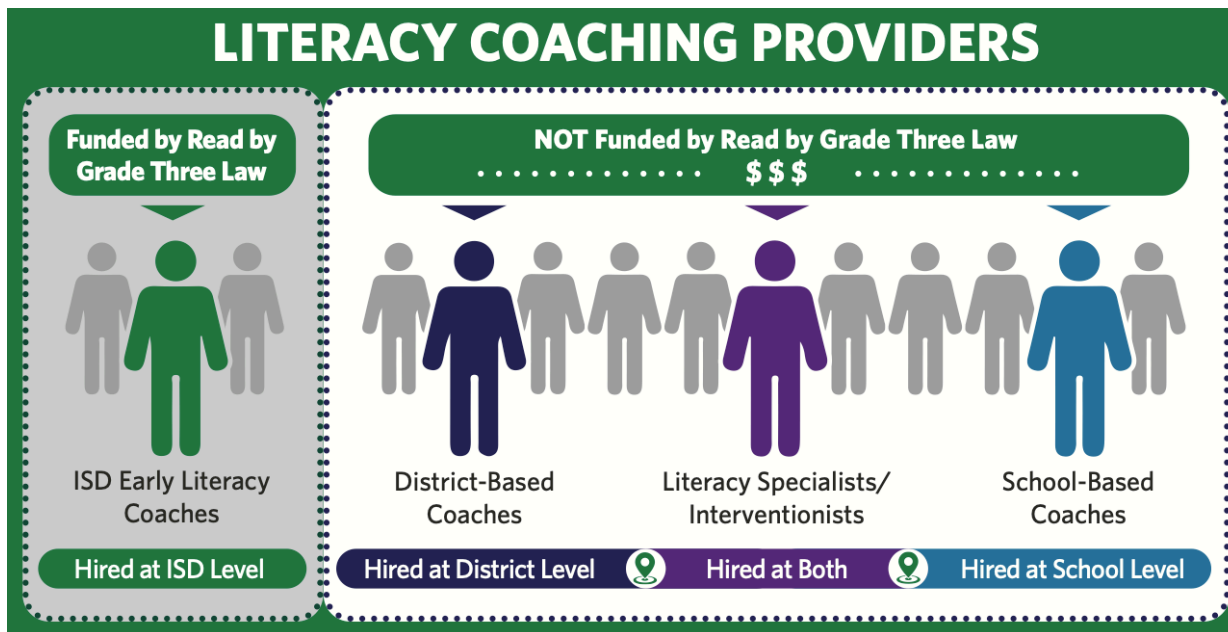 LITERACY COACHING PROVIDERS
Funded by Read by
Grade Three Law
NOT Funded by Read by Grade Three Law
$ $ $
ISD Early Literacy
Coaches
District-Based
Coaches
Literacy Specialists/
Interventionists
School-Based
Coaches
Hired at ISD Level
Hired at District Level
Hired at Both
Hired at School Level